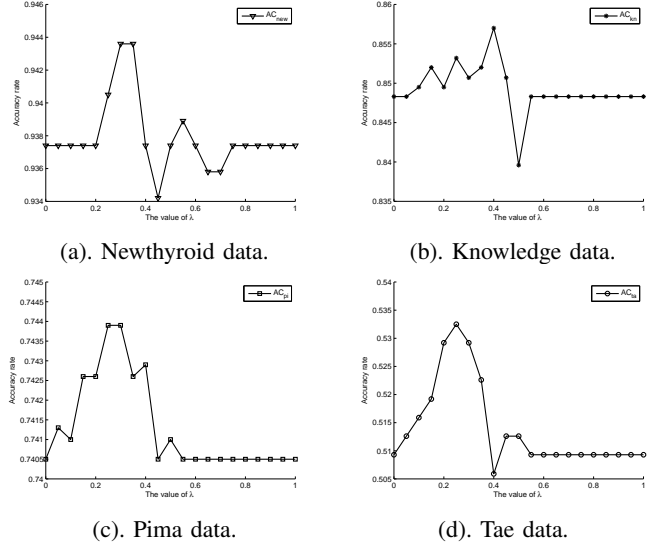 0.946
0.944
0.942
0.94
0.938
0.936
0.934
0 0.2 0.4 0.6 0.8 1
Accuracy rate
The value of λ
AC_new
(a). Newthyroid data.
0.86
0.855
0.85
0.845
0.84
0.835
0 0.2 0.4 0.6 0.8 1
Accuracy rate
The value of λ
AC_kn
(b). Knowledge data.
0.745
0.7445
0.744
0.7435
0.743
0.7425
0.742
0.7415
0.741
0.7405
0.74
0 0.2 0.4 0.6 0.8 1
Accuracy rate
The value of λ
AC_pi
(c). Pima data.
0.54
0.535
0.53
0.525
0.52
0.515
0.51
0.505
0 0.2 0.4 0.6 0.8 1
Accuracy rate
The value of λ
AC_ta
(d). Tae data.